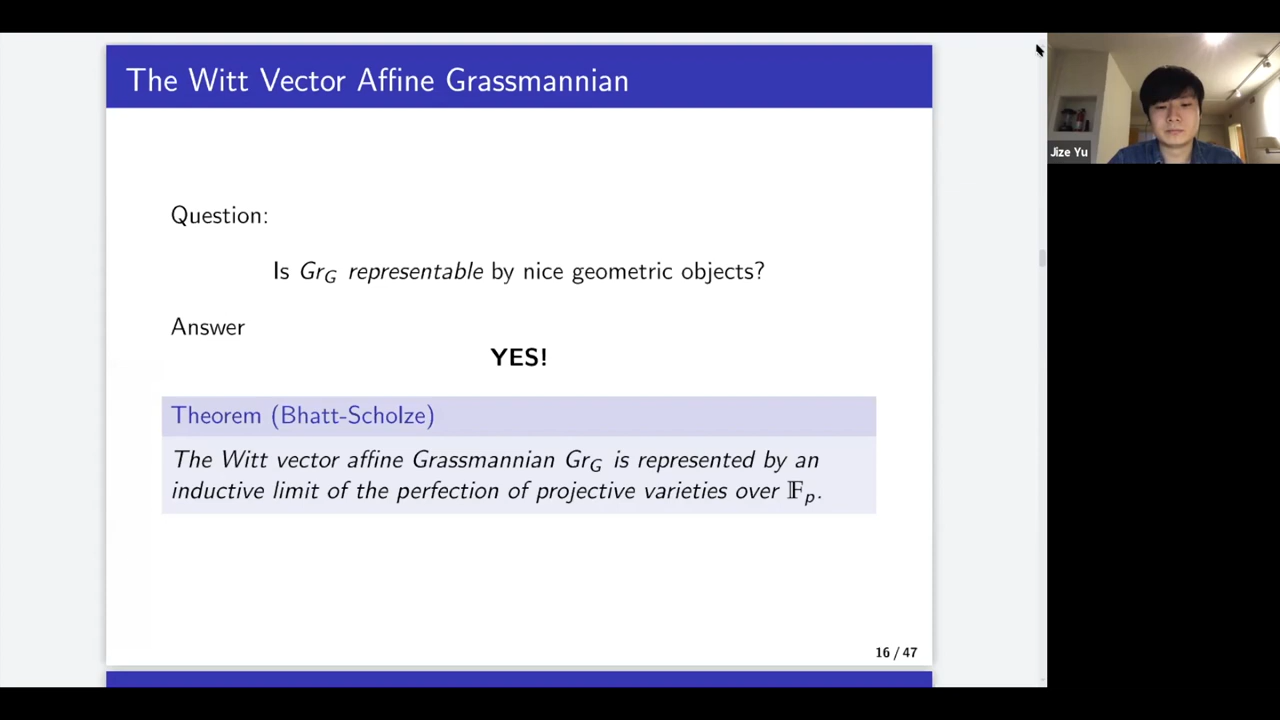 The Witt Vector Affine Grassmannian
Jize Yu
Question:
Is Gr_G representable by nice geometric objects?
Answer
YES!
Theorem (Bhatt-Scholze)
The Witt vector affine Grassmannian Gr_G is represented by an
inductive limit of the perfection of projective varieties over 𝔽_p.
16 / 47